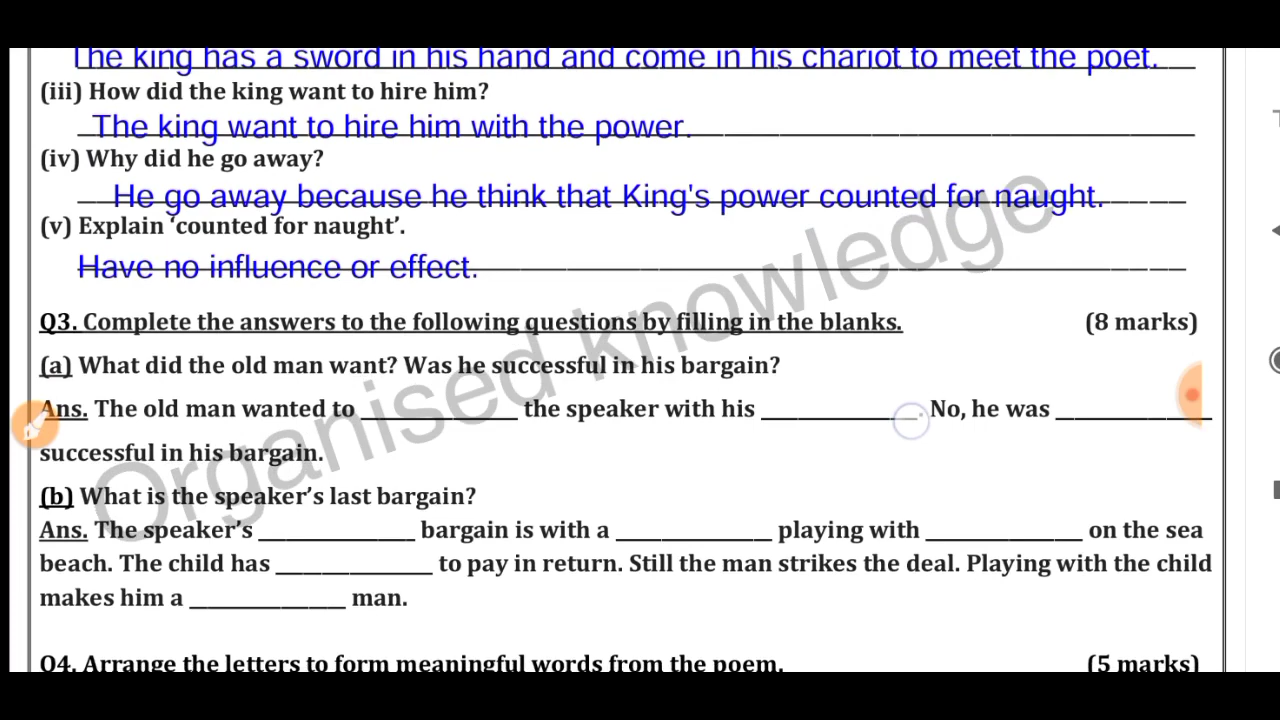 The king has a sword in his hand and come in his chariot to meet the poet.
(iii) How did the king want to hire him?
The king want to hire him with the power.
(iv) Why did he go away?
He go away because he think that King's power counted for naught.
(v) Explain ‘counted for naught’.
Have no influence or effect.
Q3. Complete the answers to the following questions by filling in the blanks. (8 marks)
(a) What did the old man want? Was he successful in his bargain?
Ans. The old man wanted to ______________ the speaker with his ______________. No, he was ______________
successful in his bargain.
(b) What is the speaker’s last bargain?
Ans. The speaker’s ______________ bargain is with a ______________ playing with ______________ on the sea
beach. The child has ______________ to pay in return. Still the man strikes the deal. Playing with the child
makes him a ______________ man.
Q4. Arrange the letters to form meaningful words from the poem. (5 marks)
Organised knowledge